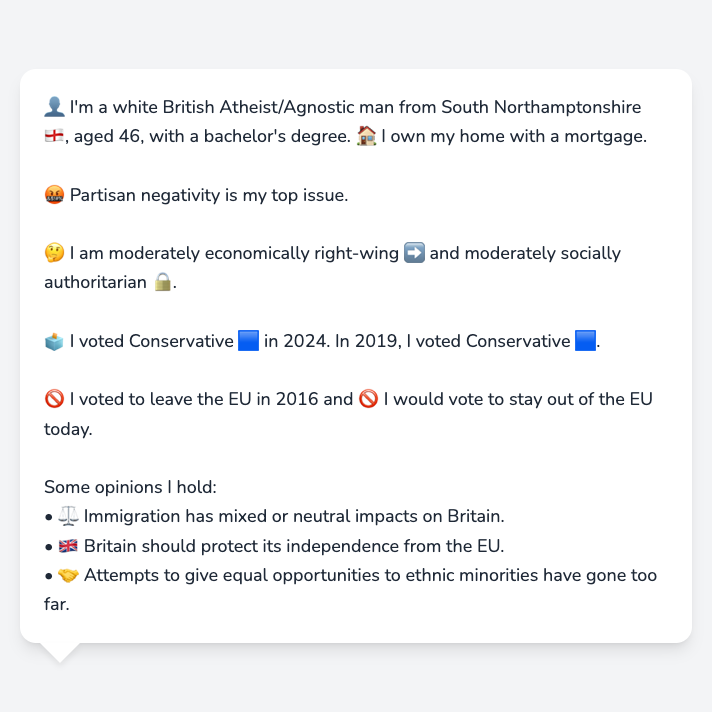 👤 I'm a white British Atheist/Agnostic man from South Northamptonshire
🏴󠁧󠁢󠁥󠁮󠁧󠁿, aged 46, with a bachelor's degree. 🏠 I own my home with a mortgage.
🤬 Partisan negativity is my top issue.
🤔 I am moderately economically right-wing ➡️ and moderately socially
authoritarian 🔒.
🗳️ I voted Conservative 🟦 in 2024. In 2019, I voted Conservative 🟦.
🚫 I voted to leave the EU in 2016 and 🚫 I would vote to stay out of the EU
today.
Some opinions I hold:
• ⚖️ Immigration has mixed or neutral impacts on Britain.
• 🇬🇧 Britain should protect its independence from the EU.
• 🤝 Attempts to give equal opportunities to ethnic minorities have gone too
far.